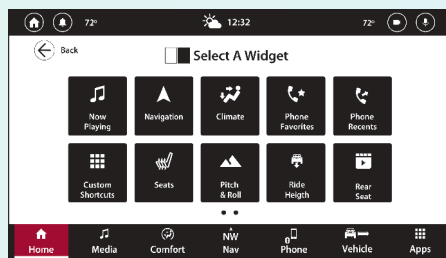 72° 12:32 72°
Back
Select A Widget
Now
Playing
Navigation
Climate
Phone
Favorites
Phone
Recents
Custom
Shortcuts
Seats
Pitch
& Roll
Ride
Heigth
Rear
Seat
NW
Home Media Comfort Nav Phone Vehicle Apps